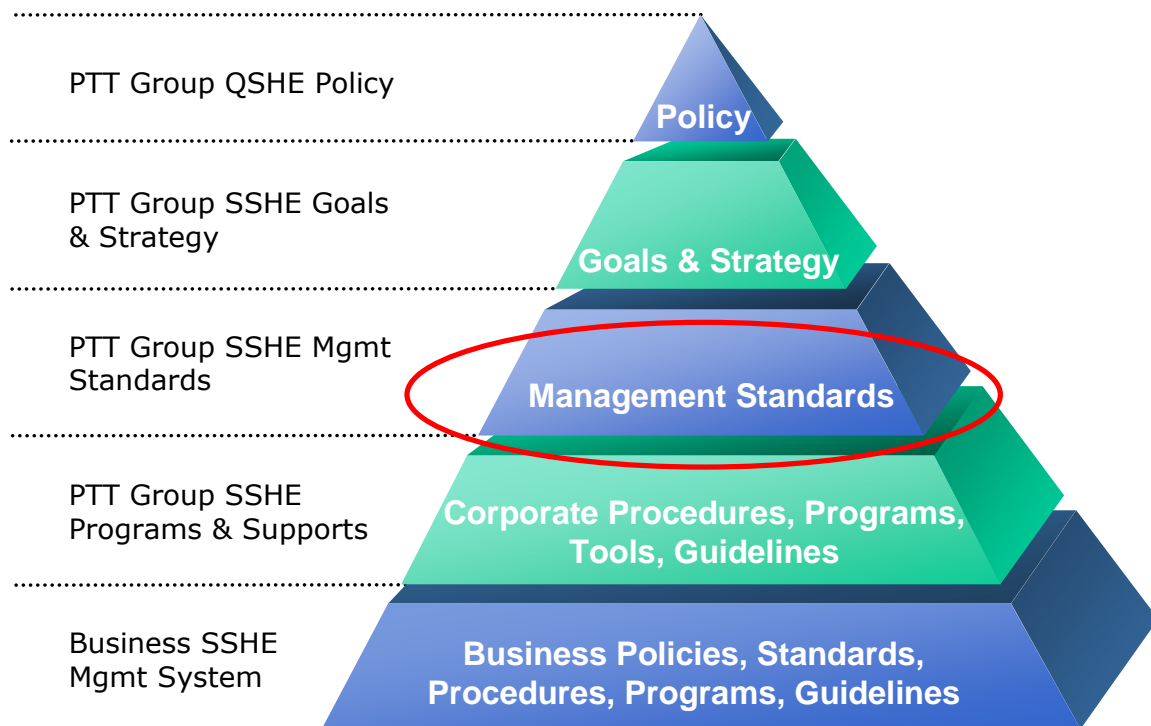 PTT Group QSHE Policy
Policy
PTT Group SSHE Goals
& Strategy
Goals & Strategy
PTT Group SSHE Mgmt
Standards
Management Standards
PTT Group SSHE
Programs & Supports
Corporate Procedures, Programs,
Tools, Guidelines
Business SSHE
Mgmt System
Business Policies, Standards,
Procedures, Programs, Guidelines